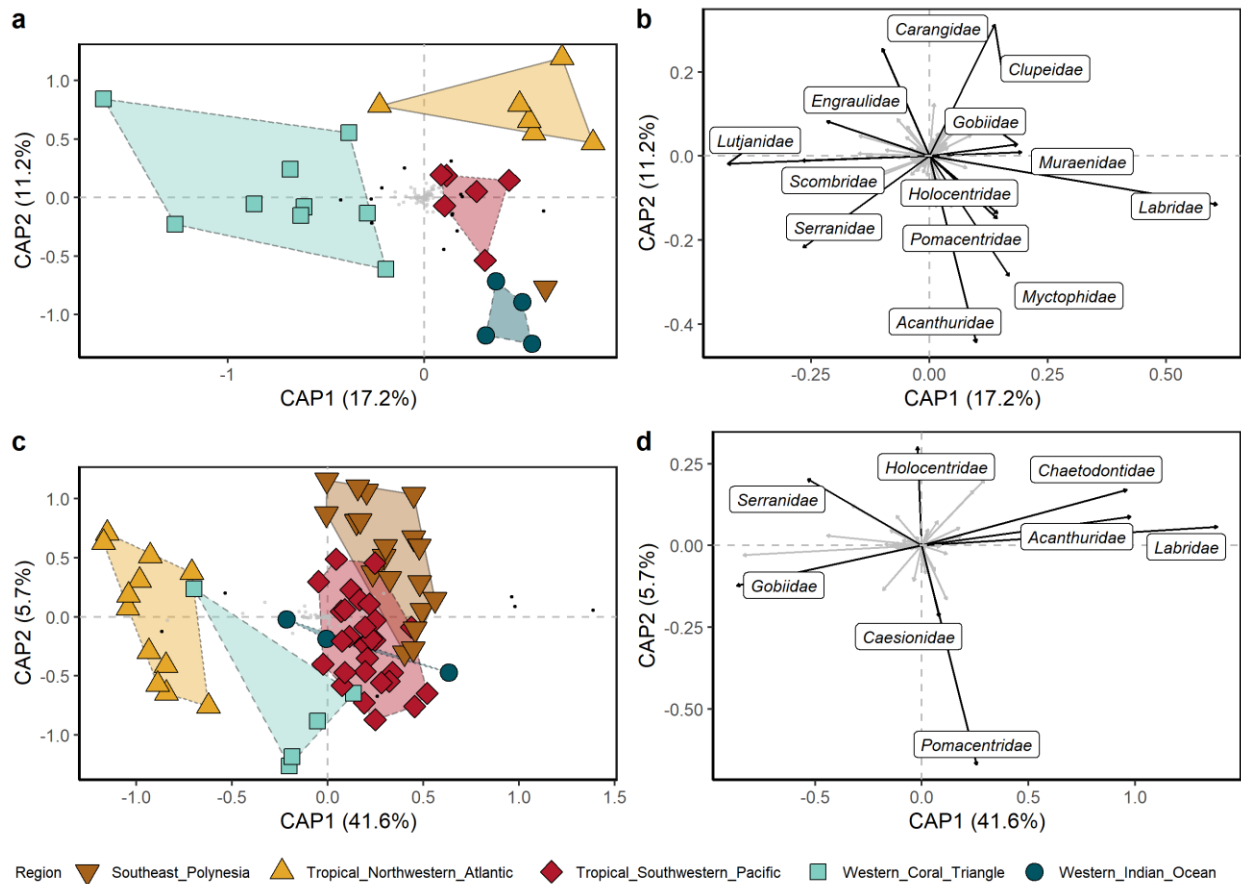 a
1.0
0.5
0.0
-0.5
-1.0
CAP2 (11.2%)
-1
0
CAP1 (17.2%)
b
Carangidae
Clupeidae
Engraulidae
Gobiidae
Lutjanidae
Muraenidae
Scombridae
Holocentridae
Labridae
Serranidae
Pomacentridae
Myctophidae
Acanthuridae
0.2
0.0
-0.2
-0.4
CAP2 (11.2%)
-0.25
0.00
0.25
0.50
CAP1 (17.2%)
c
1.0
0.5
0.0
-0.5
-1.0
CAP2 (5.7%)
-1.0
-0.5
0.0
0.5
1.0
1.5
CAP1 (41.6%)
d
Holocentridae
Chaetodontidae
Serranidae
Acanthuridae
Labridae
Gobiidae
Caesionidae
Pomacentridae
0.25
0.00
-0.25
-0.50
CAP2 (5.7%)
-0.5
0.0
0.5
1.0
CAP1 (41.6%)
Region Southeast_Polynesia Tropical_Northwestern_Atlantic Tropical_Southwestern_Pacific Western_Coral_Triangle Western_Indian_Ocean